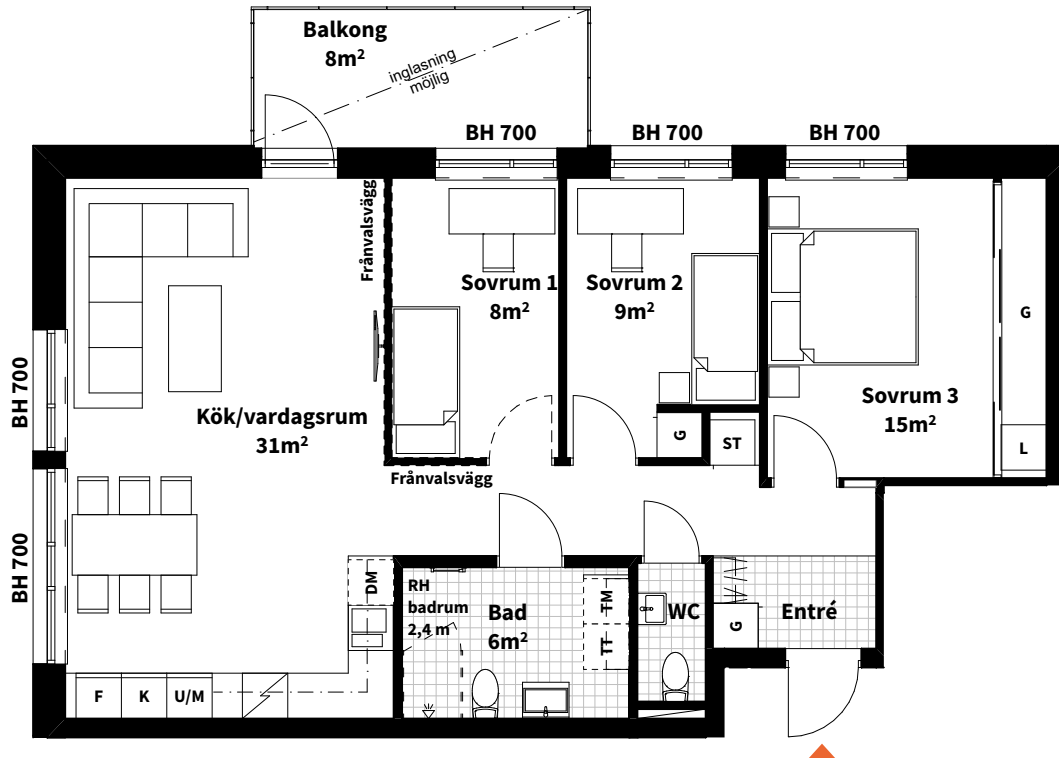 Balkong
8m²
inglasning
möjlig
BH 700
BH 700
BH 700
Frånvalsvägg
Sovrum 1
8m²
Sovrum 2
9m²
G
BH 700
Sovrum 3
15m²
Kök/vardagsrum
31m²
G
ST
L
Frånvalsvägg
BH 700
DM
RH
badrum
2,4 m
Bad
6m²
TM
TT
WC
G
Entré
F
K
U/M